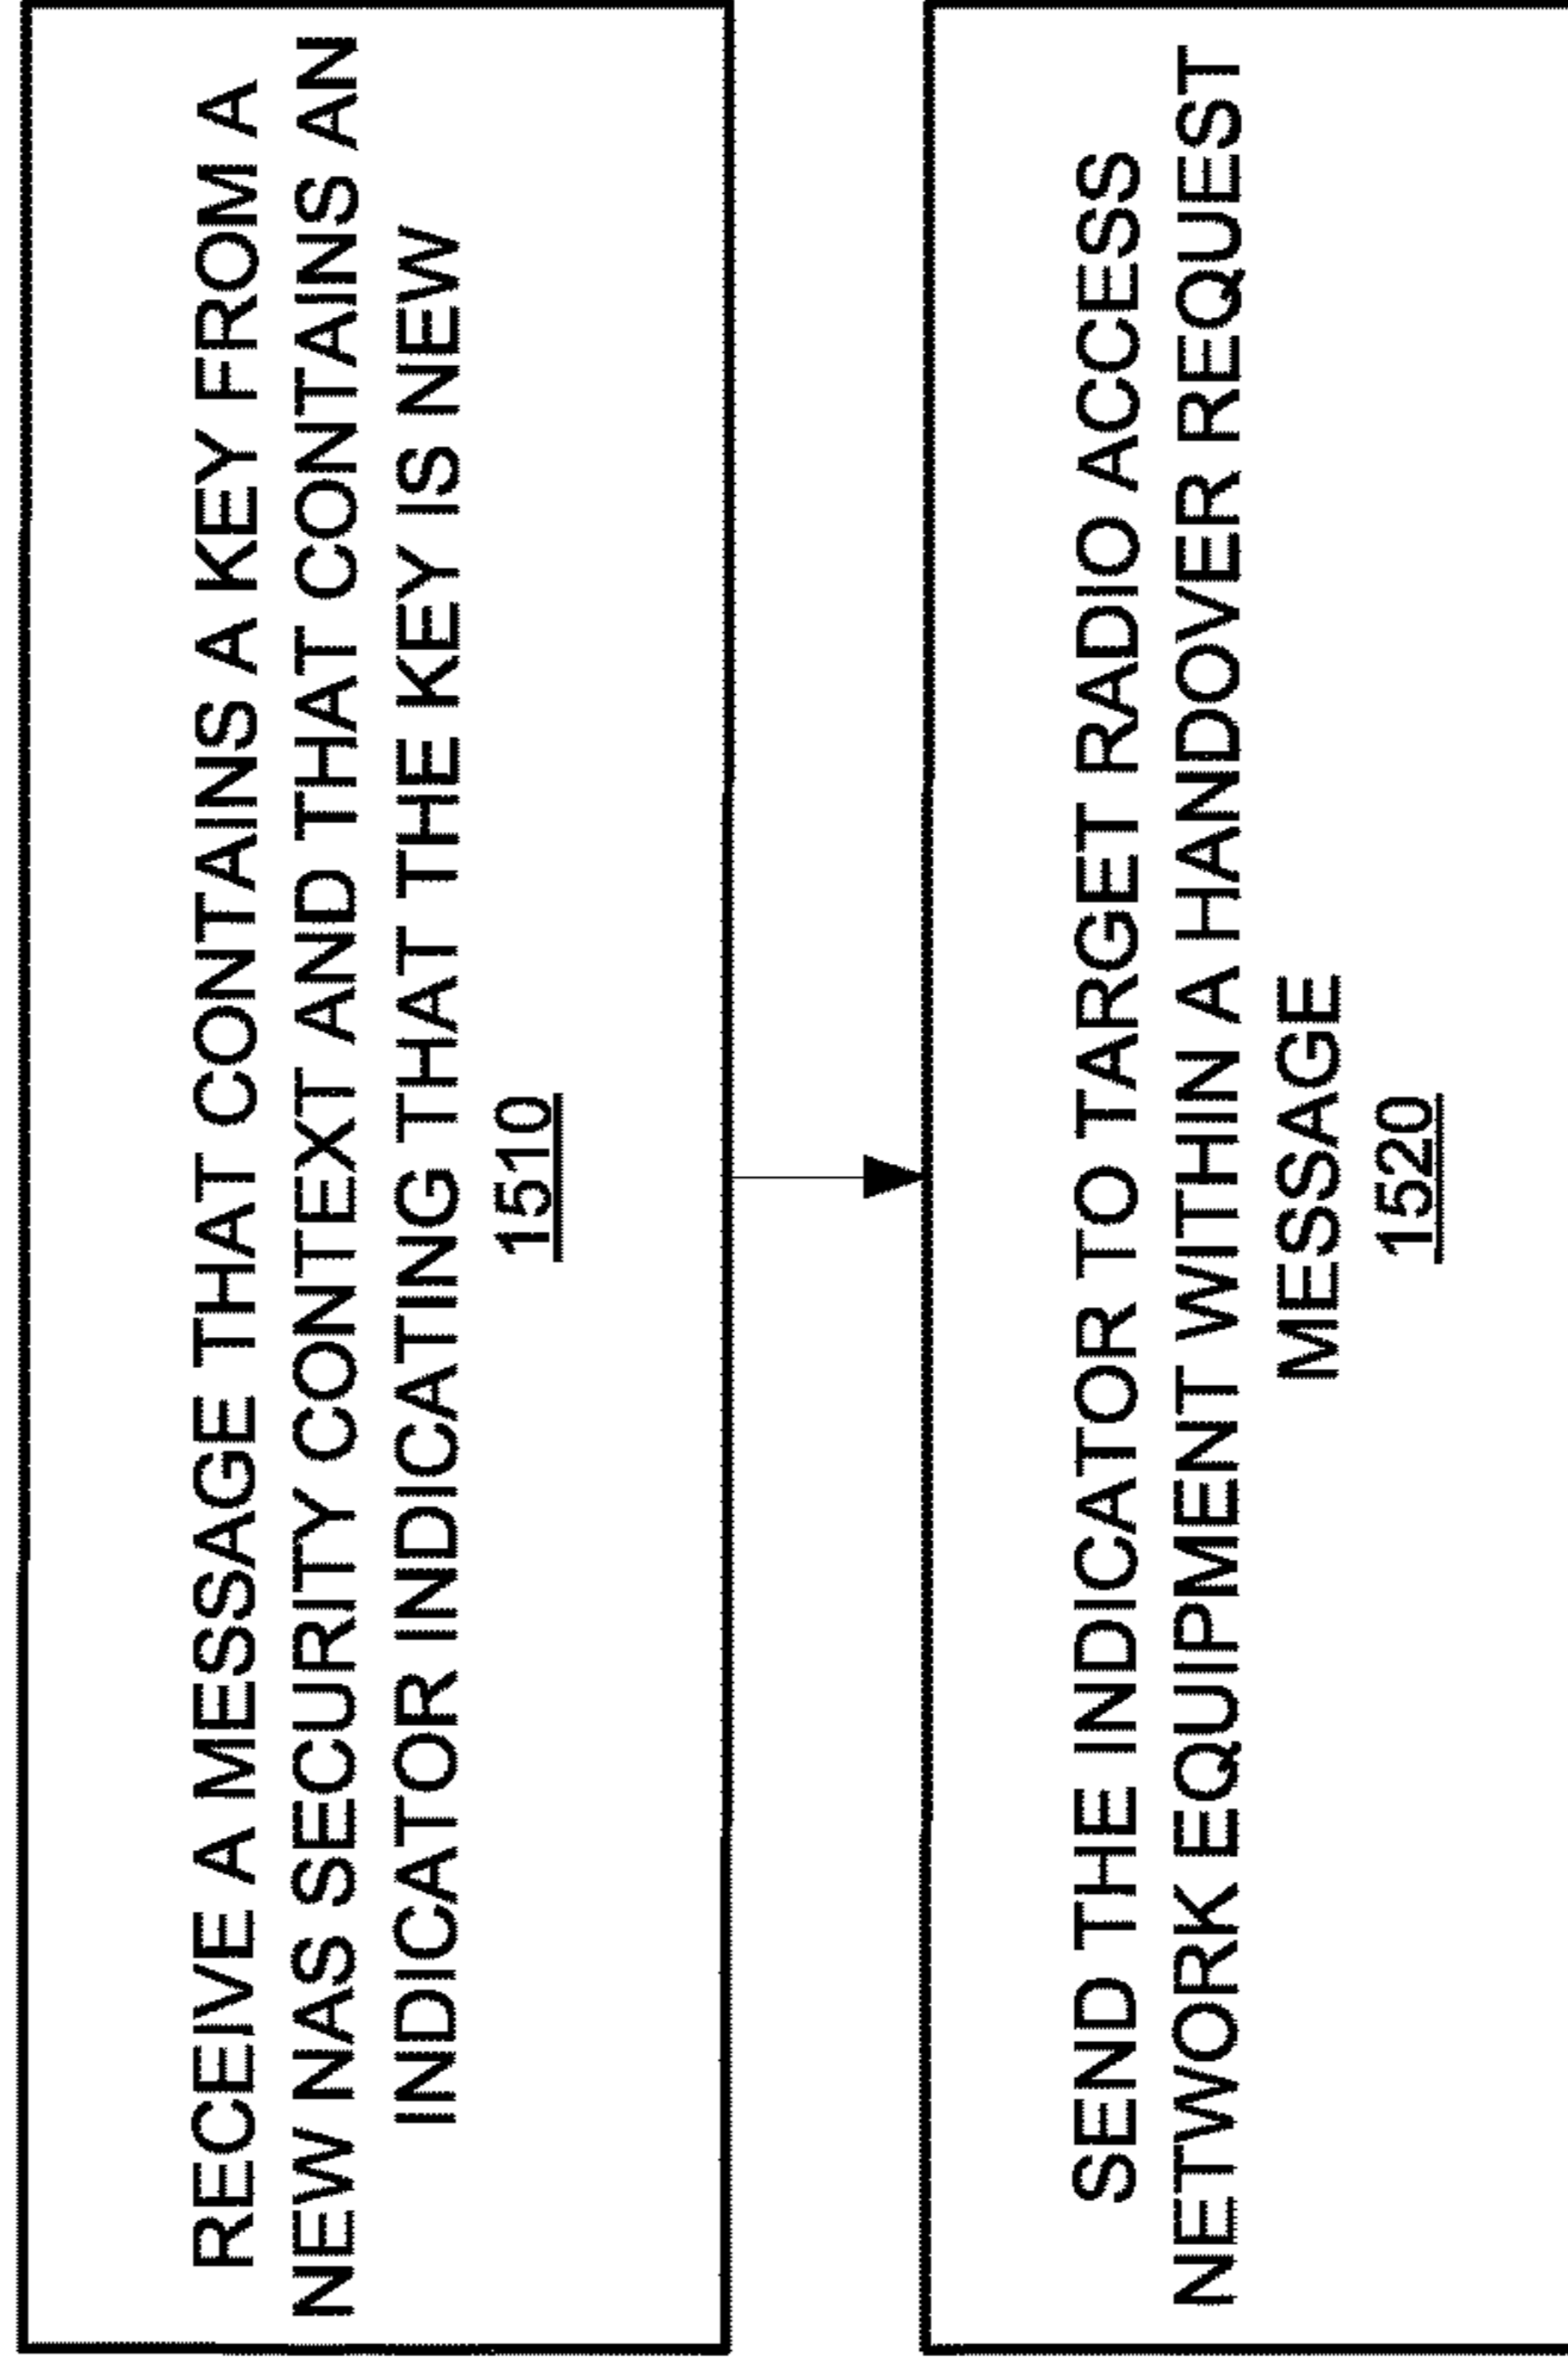 RECEIVE A MESSAGE THAT CONTAINS A KEY FROM A
NEW NAS SECURITY CONTEXT AND THAT CONTAINS AN
INDICATOR INDICATING THAT THE KEY IS NEW
1510
SEND THE INDICATOR TO TARGET RADIO ACCESS
NETWORK EQUIPMENT WITHIN A HANDOVER REQUEST
MESSAGE
1520